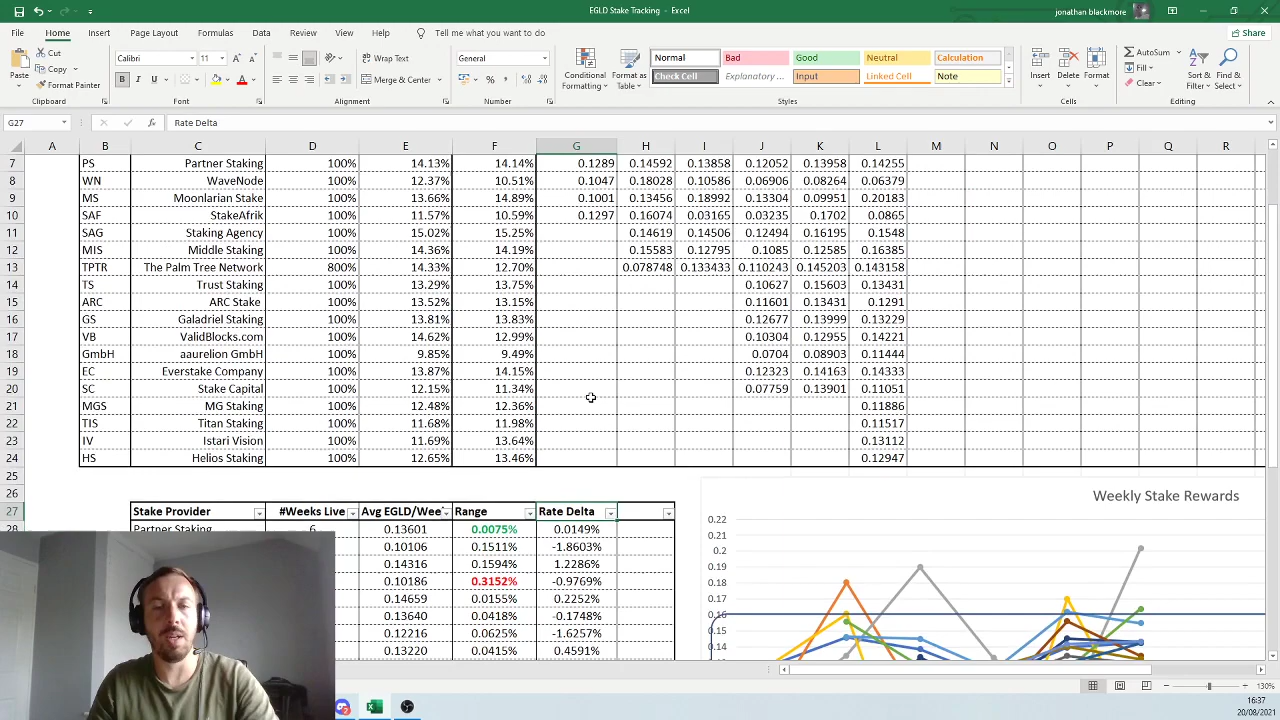 EGLD Stake Tracking - Excel
jonathan blackmore
File Home Insert Page Layout Formulas Data Review View Help Tell me what you want to do Share
Paste
Cut
Copy
Format Painter
Clipboard
Calibri 11
B I U
Font
Wrap Text
Merge & Center
Alignment
General
Number
Conditional Formatting
Format as Table
Normal Bad Good Neutral Calculation
Check Cell Explanatory ... Input Linked Cell Note
Styles
Insert Delete Format
Cells
AutoSum
Fill
Clear
Sort & Filter
Find & Select
Editing
G27 Rate Delta
A B C D E F G H I J K L M N O P Q R
7 PS Partner Staking 100% 14.13% 14.14% 0.1289 0.14592 0.13858 0.12052 0.13958 0.14255
8 WN WaveNode 100% 12.37% 10.51% 0.1047 0.18028 0.10586 0.06906 0.08264 0.06379
9 MS Moonlarian Stake 100% 13.66% 14.89% 0.1001 0.13456 0.18992 0.13304 0.09951 0.20183
10 SAF StakeAfrik 100% 11.57% 10.59% 0.1297 0.16074 0.03165 0.03235 0.1702 0.0865
11 SAG Staking Agency 100% 15.02% 15.25% 0.14619 0.14506 0.12494 0.16195 0.1548
12 MIS Middle Staking 100% 14.36% 14.19% 0.15583 0.12795 0.1085 0.12585 0.16385
13 TPTR The Palm Tree Network 800% 14.33% 12.70% 0.078748 0.133433 0.110243 0.145203 0.143158
14 TS Trust Staking 100% 13.29% 13.75% 0.10627 0.15603 0.13431
15 ARC ARC Stake 100% 13.52% 13.15% 0.11601 0.13431 0.1291
16 GS Galadriel Staking 100% 13.81% 13.83% 0.12677 0.13999 0.13229
17 VB ValidBlocks.com 100% 14.62% 12.99% 0.10304 0.12955 0.14221
18 GmbH aaurelion GmbH 100% 9.85% 9.49% 0.0704 0.08903 0.11444
19 EC Everstake Company 100% 13.87% 14.15% 0.12323 0.14163 0.14333
20 SC Stake Capital 100% 12.15% 11.34% 0.07759 0.13901 0.11051
21 MGS MG Staking 100% 12.48% 12.36% 0.11886
22 TIS Titan Staking 100% 11.68% 11.98% 0.11517
23 IV Istari Vision 100% 11.69% 13.64% 0.13112
24 HS Helios Staking 100% 12.65% 13.46% 0.12947
25
26
27 Stake Provider #Weeks Live Avg EGLD/Wee Range Rate Delta
28 Partner Staking 6 0.13601 0.0075% 0.0149%
0.10106 0.1511% -1.8603%
0.14316 0.1594% 1.2286%
0.10186 0.3152% -0.9769%
0.14659 0.0155% 0.2252%
0.13640 0.0418% -0.1748%
0.12216 0.0625% -1.6257%
0.13220 0.0415% 0.4591%
Weekly Stake Rewards
0.22
0.21
0.2
0.19
0.18
0.17
0.16
0.15
0.14
130%
16:37
20/08/2021